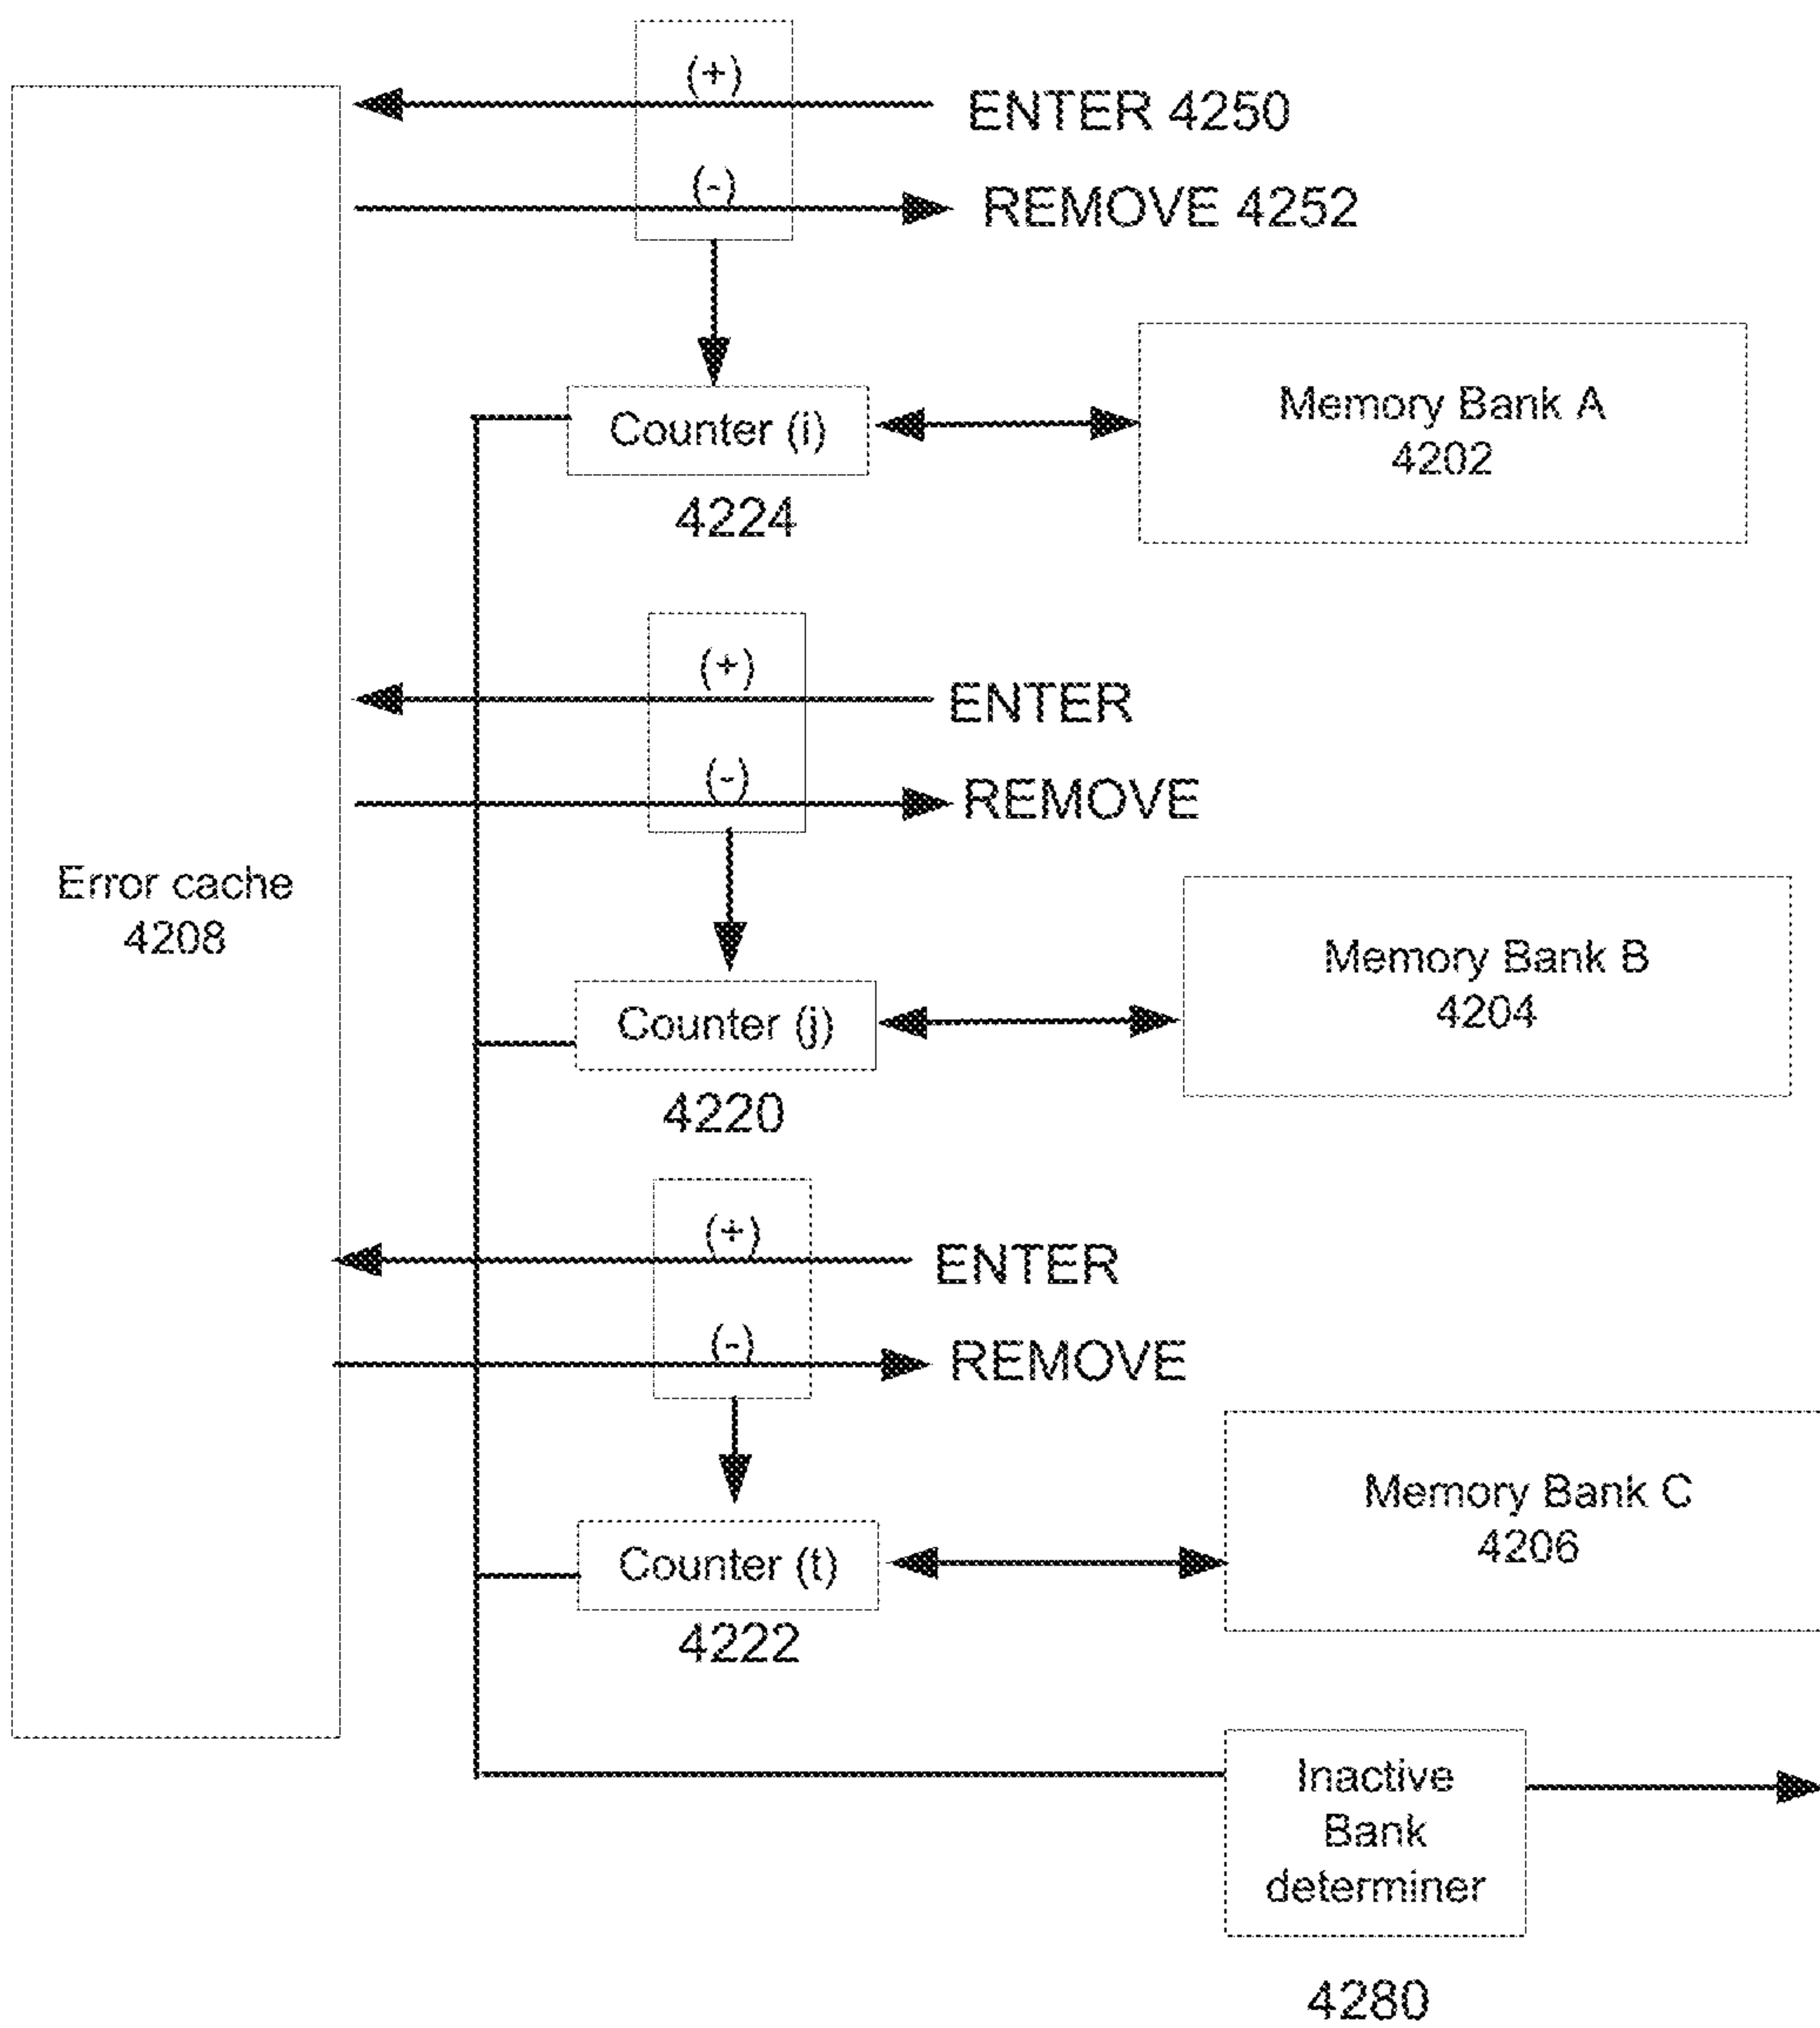 (+)
ENTER 4250
(-)
REMOVE 4252
Counter (i)
4224
Memory Bank A
4202
(+)
ENTER
(-)
REMOVE
Error cache
4208
Memory Bank B
4204
Counter (j)
4220
(+)
ENTER
(-)
REMOVE
Memory Bank C
4206
Counter (t)
4222
Inactive
Bank
determiner
4280